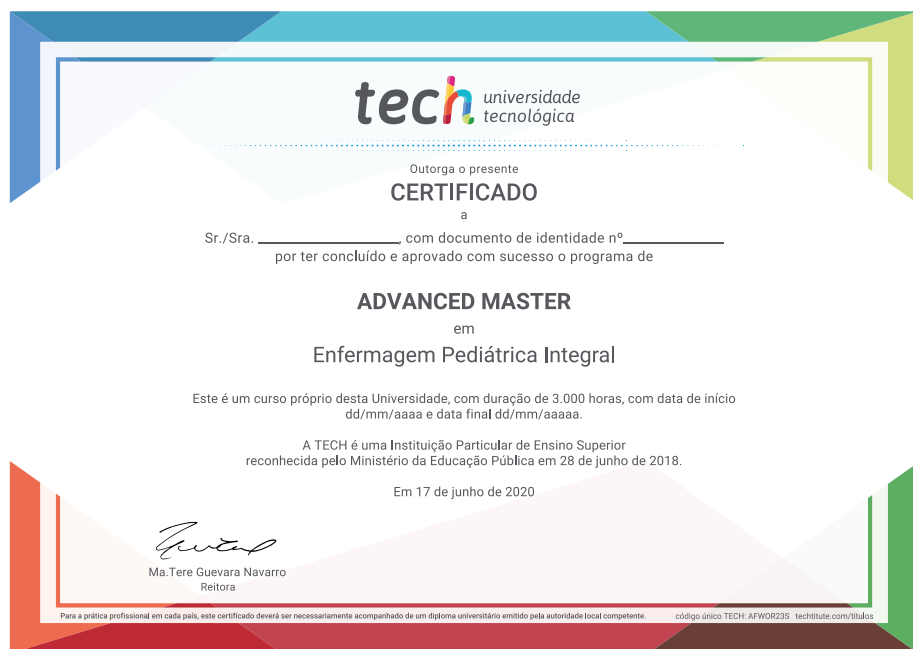 tech universidade
tecnológica
Outorga o presente
CERTIFICADO
a
Sr./Sra. , com documento de identidade nº
por ter concluído e aprovado com sucesso o programa de
ADVANCED MASTER
em
Enfermagem Pediátrica Integral
Este é um curso próprio desta Universidade, com duração de 3.000 horas, com data de início
dd/mm/aaaa e data final dd/mm/aaaaa.
A TECH é uma Instituição Particular de Ensino Superior
reconhecida pelo Ministério da Educação Pública em 28 de junho de 2018.
Em 17 de junho de 2020
Ma.Tere Guevara Navarro
Reitora
Para a prática profissional em cada país, este certificado deverá ser necessariamente acompanhado de um diploma universitário emitido pela autoridade local competente. código único TECH: AFWOR23S techtitute.com/titulos